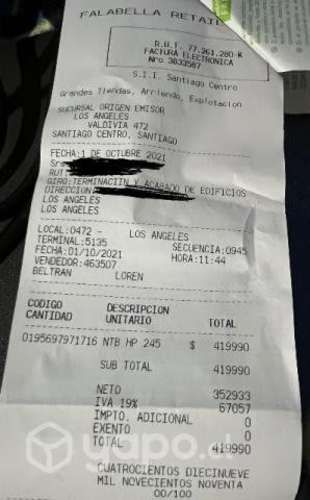 FALABELLA RETAIL
R.U.T. 77.261.280-K
FACTURA ELECTRONICA
Nro 3633587
S.I.I. Santiago Centro
Grandes Tiendas, Arriendo, Explotacion
SUCURSAL ORIGEN EMISOR
LOS ANGELES
VALDIVIA 472
SANTIAGO CENTRO, SANTIAGO
FECHA:1 DE OCTUBRE 2021
Sr
RUT:
GIRO:TERMINACIIN Y ACABADO DE EDIFICIOS
DIRECCION
LOS ANGELES
LOS ANGELES
LOCAL:0472 - LOS ANGELES
TERMINAL:5135 SECUENCIA:0945
FECHA:01/10/2021 HORA:11:44
VENDEDOR:463507
BELTRAN LOREN
CODIGO DESCRIPCION
CANTIDAD UNITARIO TOTAL
0195697971716 NTB HP 245 $ 419990
SUB TOTAL 419990
NETO 352933
IVA 19% 67057
IMPTO. ADICIONAL 0
EXENTO 0
TOTAL 419990
CUATROCIENTOS DIECINUEVE
MIL NOVECIENTOS NOVENTA
00/100
yapo.cl